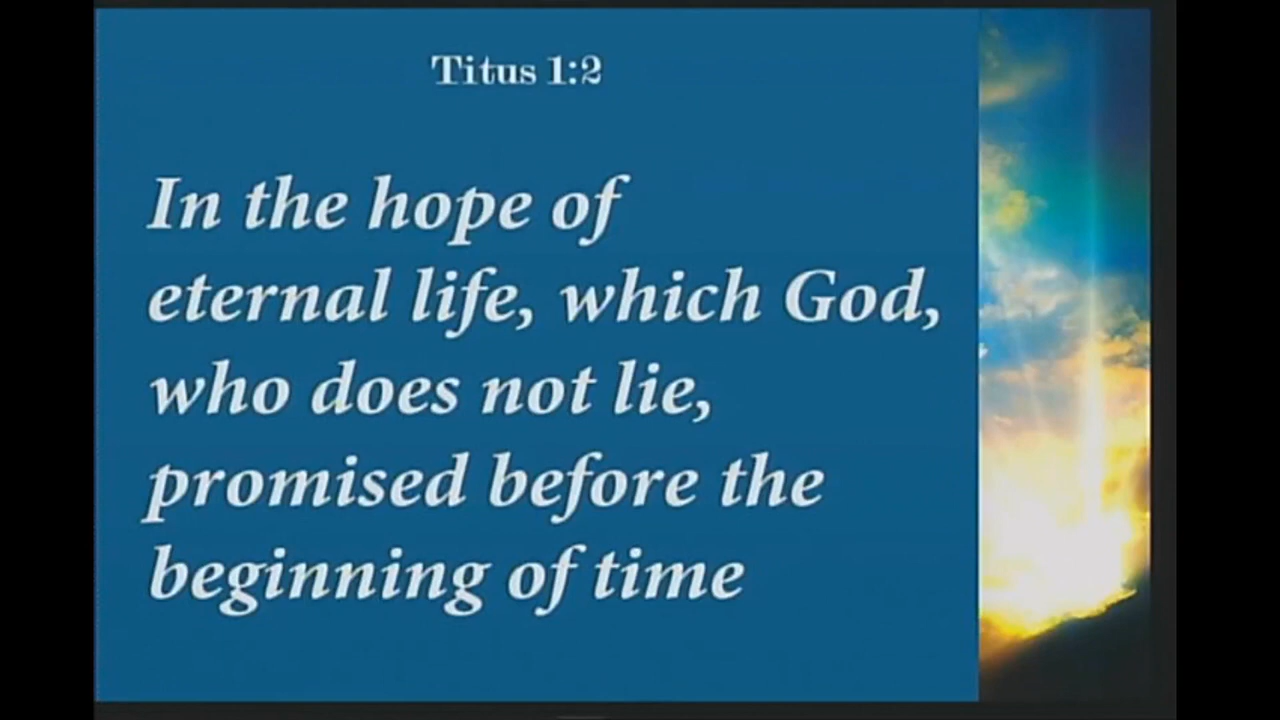 Titus 1:2
In the hope of
eternal life, which God,
who does not lie,
promised before the
beginning of time